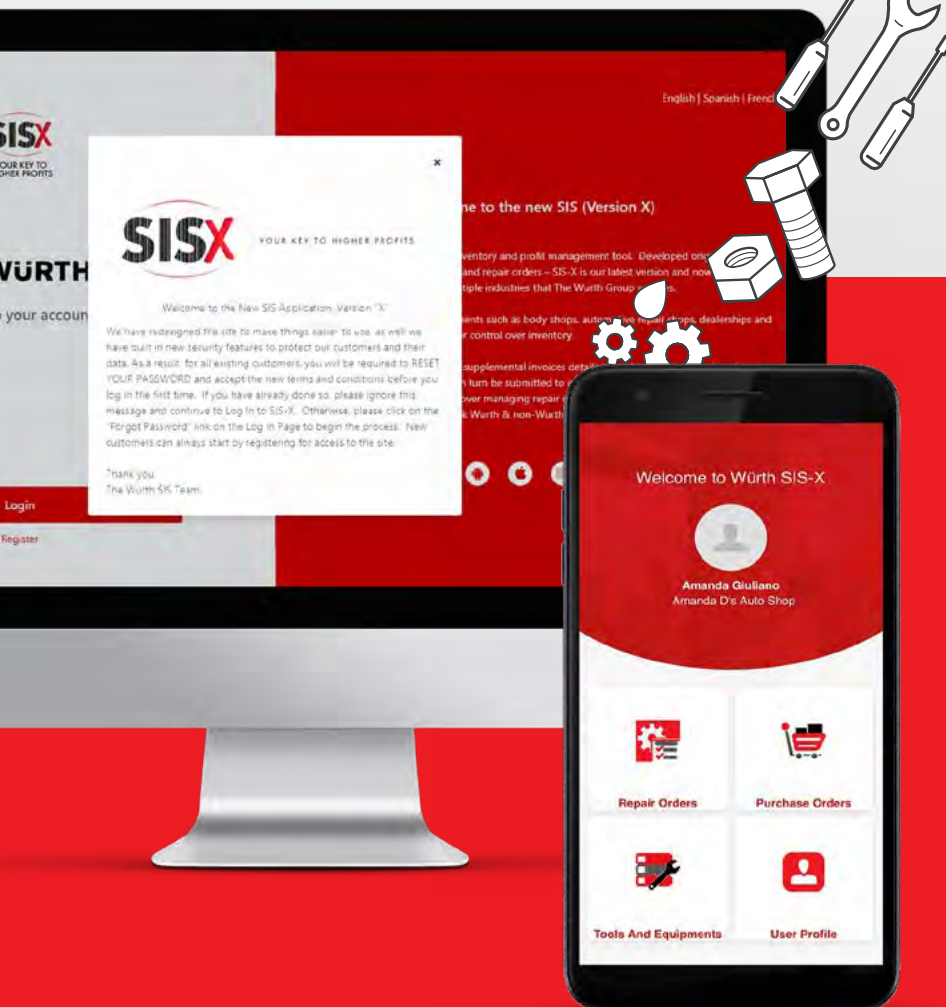 English | Spanish | Frenc
SISX
YOUR KEY TO
HIGHER PROFITS
WÜRTH
your accoun
Login
Register
×
SISX
YOUR KEY TO HIGHER PROFITS
Welcome to the New SIS Application, Version "X"
We have redesigned the site to make things easier to use, as well we
have built in new security features to protect our customers and their
data. As a result, for all existing customers, you will be required to RESET
YOUR PASSWORD and accept the new terms and conditions before you
log in the first time. If you have already done so, please ignore this
message and continue to Log In to SIS-X. Otherwise, please click on the
"Forgot Password" link on the Log In Page to begin the process. New
customers can always start by registering for access to the site.
Thank you,
The Wurth SIS Team.
ne to the new SIS (Version X)
ventory and profit management tool. Developed orig
and repair orders – SIS-X is our latest version and now
tiple industries that The Wurth Group
ents such as body shops, automotive repair shops, dealerships and
r control over inventory.
supplemental invoices detai
n turn be submitted to
over managing repair
k Wurth & non-Wurth
Welcome to Würth SIS-X
Amanda Giuliano
Amanda D's Auto Shop
Repair Orders
Purchase Orders
Tools And Equipments
User Profile